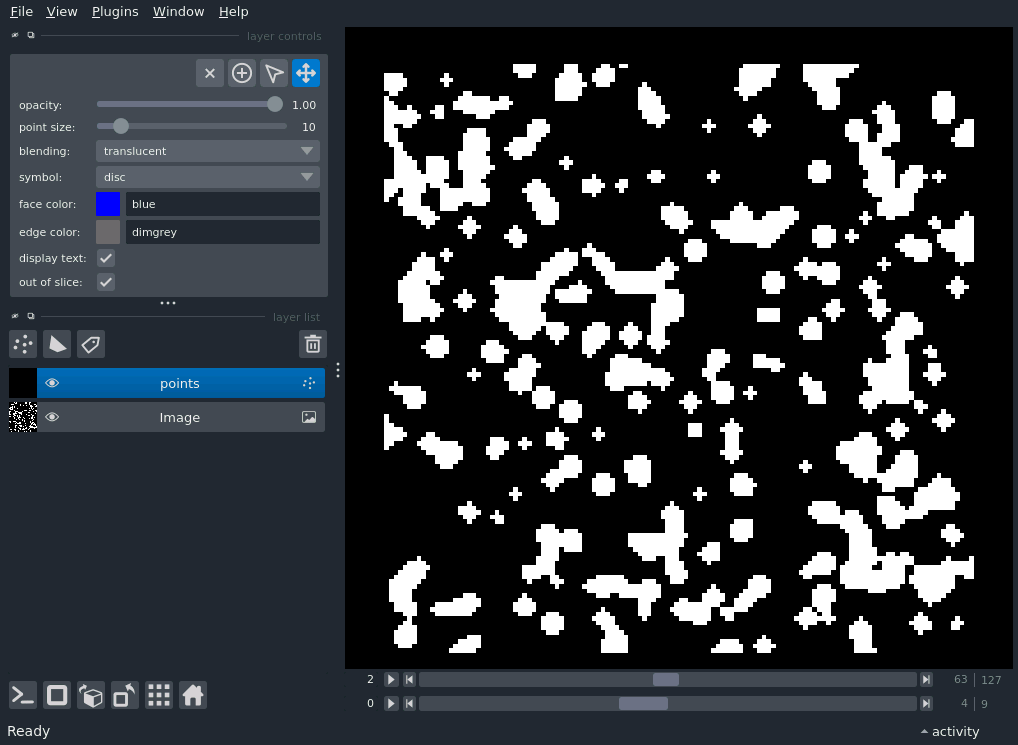 File View Plugins Window Help
layer controls
opacity: 1.00
point size: 10
blending: translucent
symbol: disc
face color: blue
edge color: dimgrey
display text:
out of slice:
layer list
points
Image
2 63 127
0 4 9
Ready activity